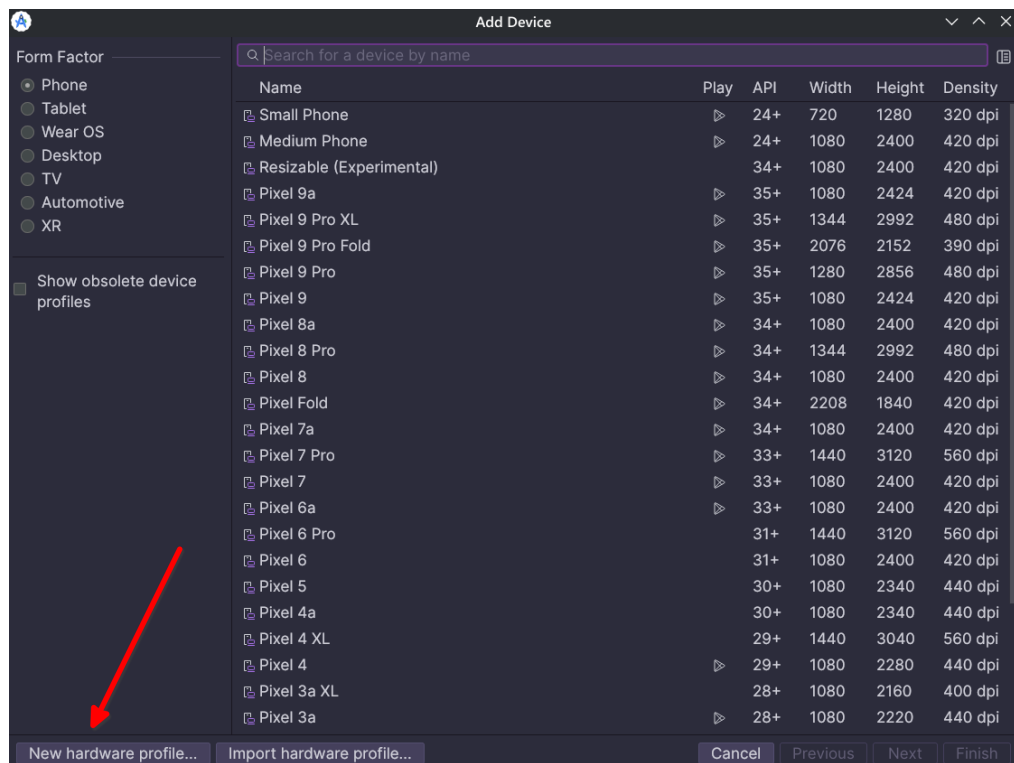 Add Device
Form Factor
Phone
Tablet
Wear OS
Desktop
TV
Automotive
XR
Show obsolete device
profiles
Search for a device by name
Name Play API Width Height Density
Small Phone 24+ 720 1280 320 dpi
Medium Phone 24+ 1080 2400 420 dpi
Resizable (Experimental) 34+ 1080 2400 420 dpi
Pixel 9a 35+ 1080 2424 420 dpi
Pixel 9 Pro XL 35+ 1344 2992 480 dpi
Pixel 9 Pro Fold 35+ 2076 2152 390 dpi
Pixel 9 Pro 35+ 1280 2856 480 dpi
Pixel 9 35+ 1080 2424 420 dpi
Pixel 8a 34+ 1080 2400 420 dpi
Pixel 8 Pro 34+ 1344 2992 480 dpi
Pixel 8 34+ 1080 2400 420 dpi
Pixel Fold 34+ 2208 1840 420 dpi
Pixel 7a 34+ 1080 2400 420 dpi
Pixel 7 Pro 33+ 1440 3120 560 dpi
Pixel 7 33+ 1080 2400 420 dpi
Pixel 6a 33+ 1080 2400 420 dpi
Pixel 6 Pro 31+ 1440 3120 560 dpi
Pixel 6 31+ 1080 2400 420 dpi
Pixel 5 30+ 1080 2340 440 dpi
Pixel 4a 30+ 1080 2340 440 dpi
Pixel 4 XL 29+ 1440 3040 560 dpi
Pixel 4 29+ 1080 2280 440 dpi
Pixel 3a XL 28+ 1080 2160 400 dpi
Pixel 3a 28+ 1080 2220 440 dpi
New hardware profile... Import hardware profile... Cancel Previous Next Finish